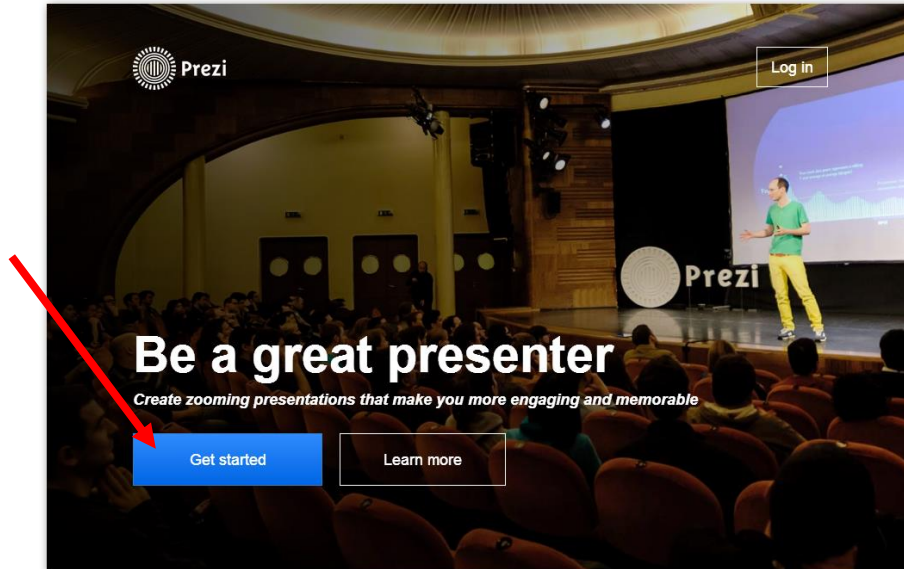 Prezi
Log in
Prezi
Be a great presenter
Create zooming presentations that make you more engaging and memorable
Get started
Learn more